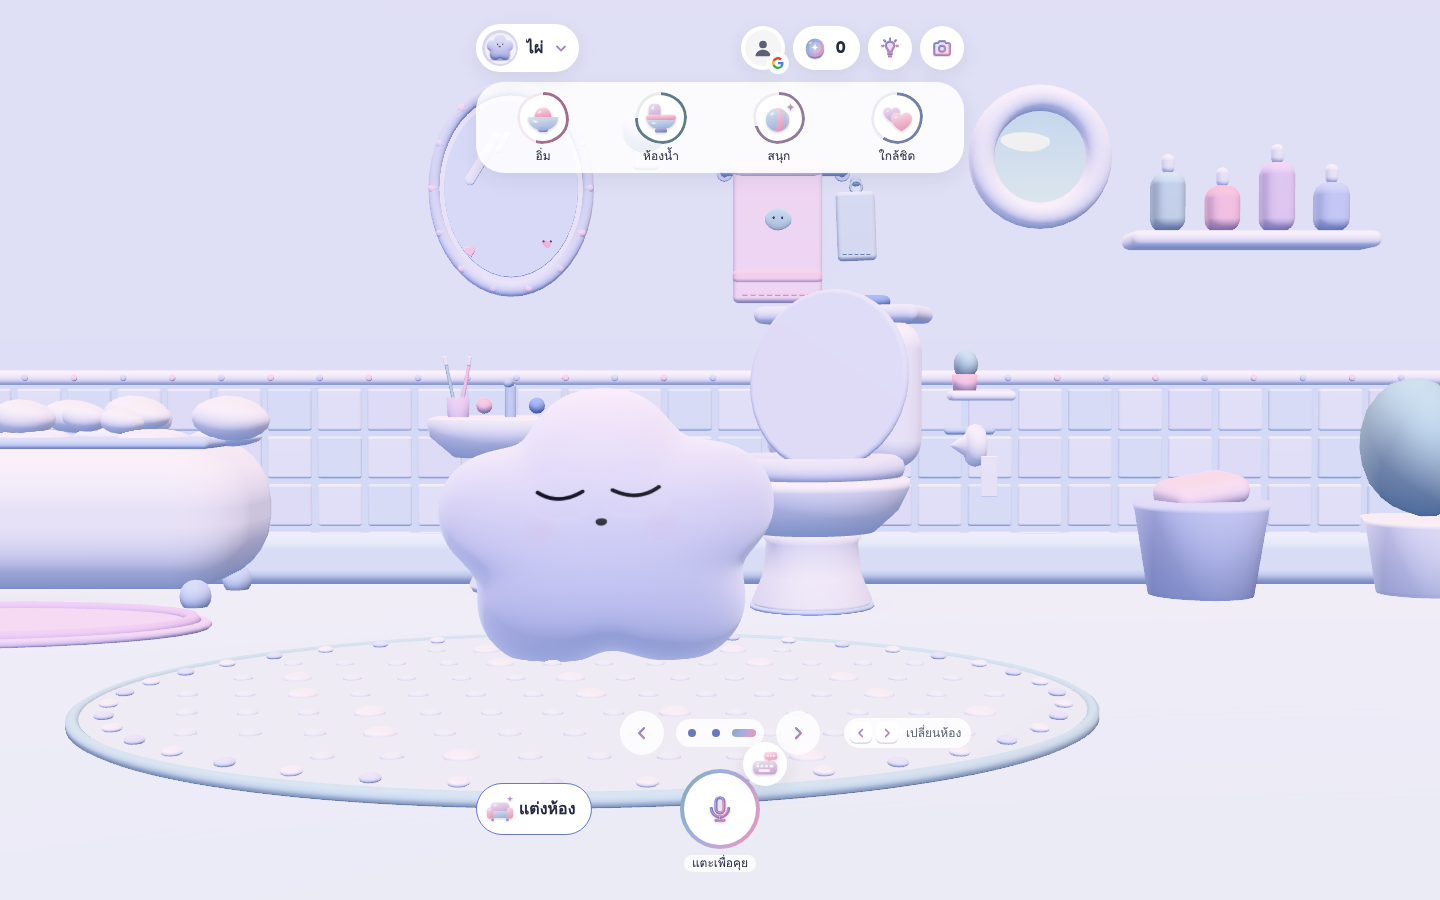 ไผ่
0
อิ่ม
ห้องน้ำ
สนุก
ใกล้ชิด
เปลี่ยนห้อง
แต่งห้อง
แตะเพื่อคุย